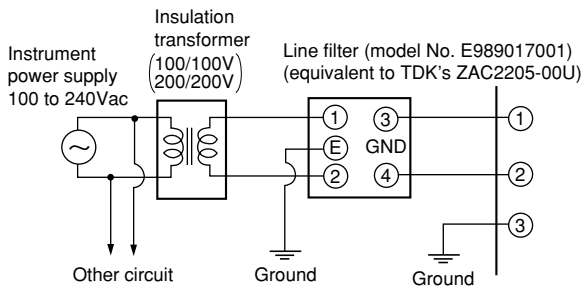 Insulation
transformer
(100/100V)
(200/200V)
Instrument
power supply
100 to 240Vac
Line filter (model No. E989017001)
(equivalent to TDK's ZAC2205-00U)
1
3
1
E
GND
2
4
2
3
Other circuit
Ground
Ground